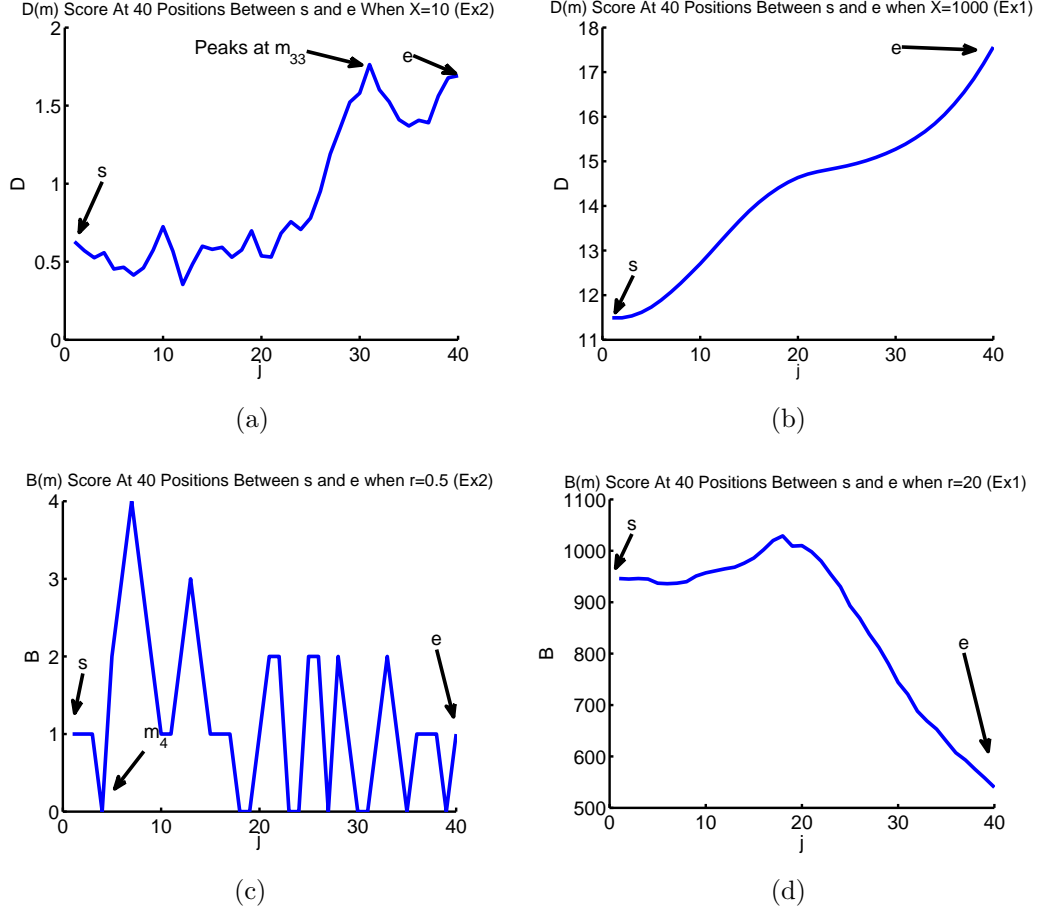 D(m) Score At 40 Positions Between s and e When X=10 (Ex2)
2
1.5
1
0.5
0
D
0
10
20
30
40
j
Peaks at m_33
e
s
(a)
D(m) Score At 40 Positions Between s and e when X=1000 (Ex1)
18
17
16
15
14
13
12
11
D
0
10
20
30
40
j
e
s
(b)
B(m) Score At 40 Positions Between s and e when r=0.5 (Ex2)
4
3
2
1
0
B
0
10
20
30
40
j
s
m_4
e
(c)
B(m) Score At 40 Positions Between s and e when r=20 (Ex1)
1100
1000
900
800
700
600
500
B
0
10
20
30
40
j
s
e
(d)